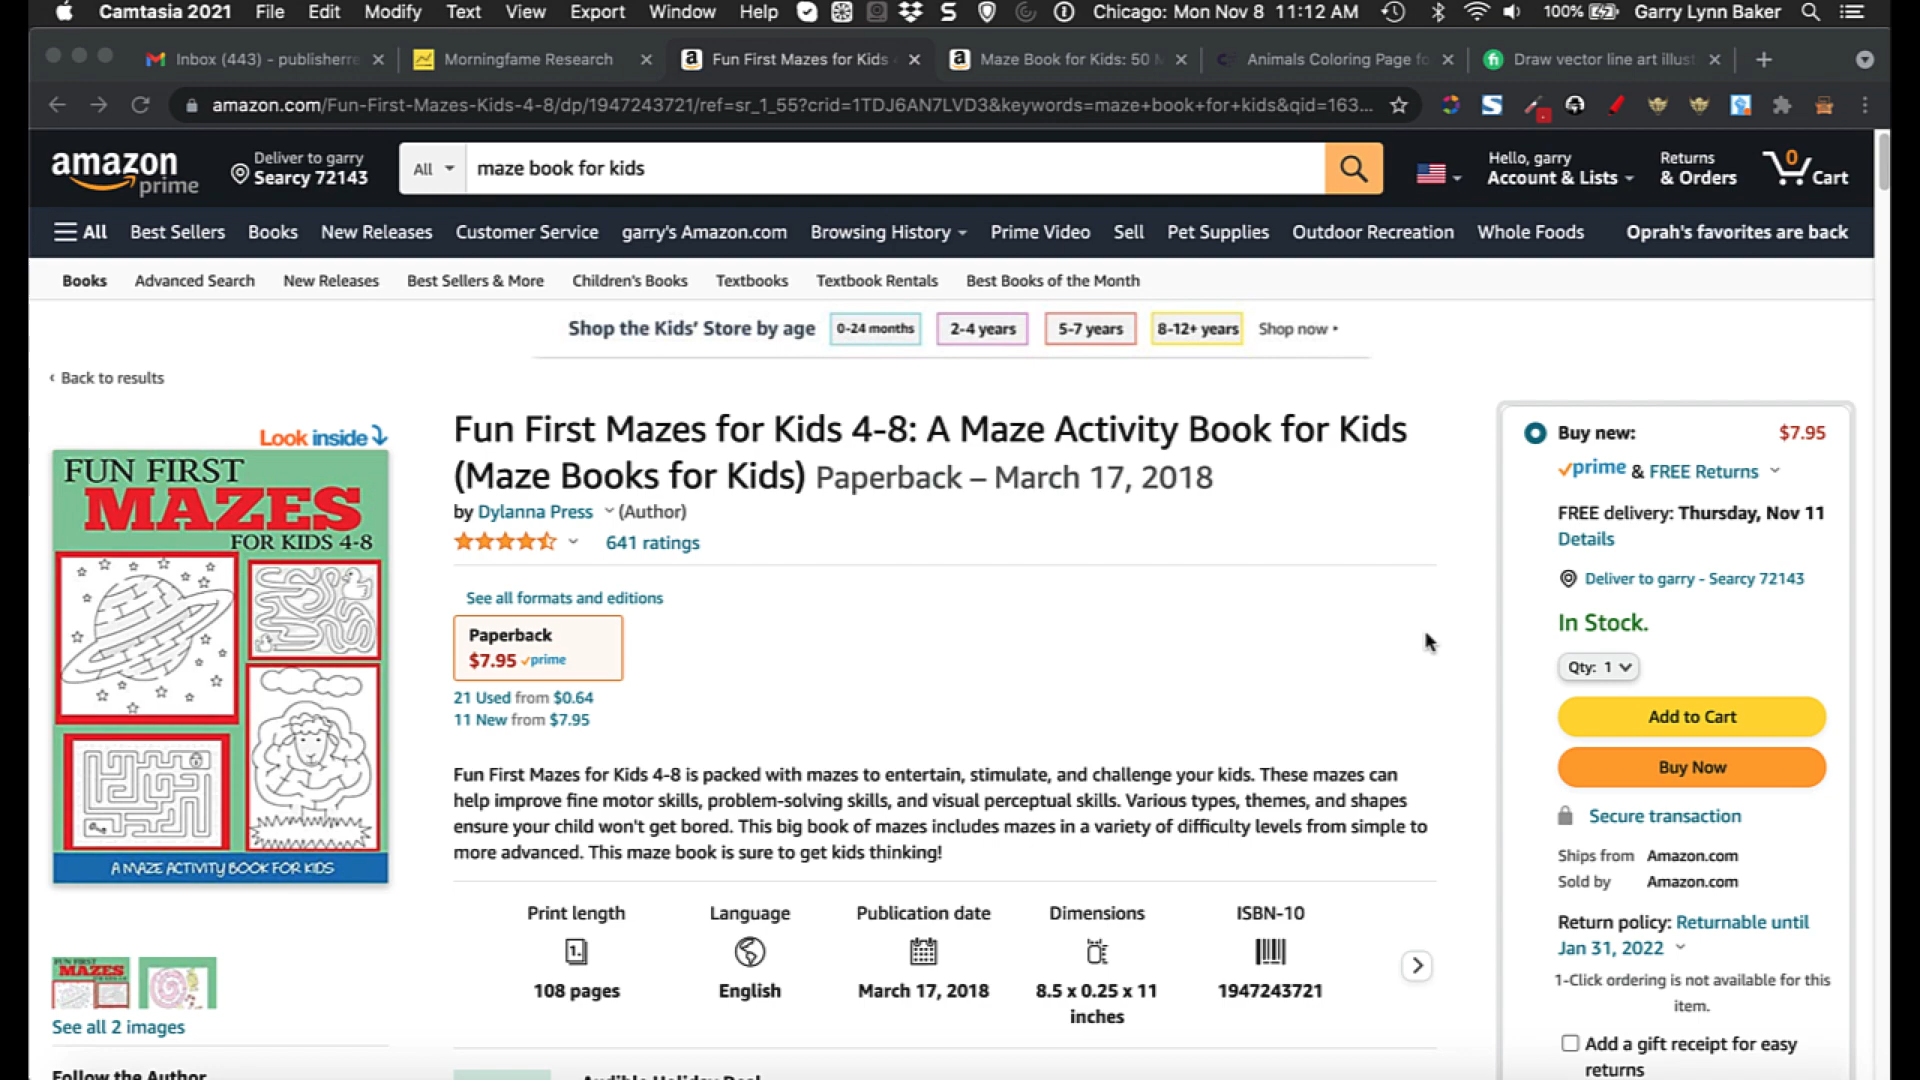 Camtasia 2021 File Edit Modify Text View Export Window Help Chicago: Mon Nov 8 11:12 AM 100% Garry Lynn Baker
Inbox (443) - publisherre Morningfame Research Fun First Mazes for Kids Maze Book for Kids: 50 M Animals Coloring Page fo Draw vector line art illust
amazon.com/Fun-First-Mazes-Kids-4-8/dp/1947243721/ref=sr_1_55?crid=1TDJ6AN7LVD3&keywords=maze+book+for+kids&qid=163...
amazon prime
Deliver to garry
Searcy 72143
All
maze book for kids
Hello, garry
Account & Lists
Returns
& Orders
0
Cart
All Best Sellers Books New Releases Customer Service garry's Amazon.com Browsing History Prime Video Sell Pet Supplies Outdoor Recreation Whole Foods Oprah's favorites are back
Books Advanced Search New Releases Best Sellers & More Children's Books Textbooks Textbook Rentals Best Books of the Month
Shop the Kids' Store by age 0-24 months 2-4 years 5-7 years 8-12+ years Shop now
‹ Back to results
Look inside
FUN FIRST
MAZES
FOR KIDS 4-8
A MAZE ACTIVITY BOOK FOR KIDS
FUN FIRST
MAZES
See all 2 images
Follow the Author
Fun First Mazes for Kids 4-8: A Maze Activity Book for Kids
(Maze Books for Kids) Paperback – March 17, 2018
by Dylanna Press (Author)
641 ratings
See all formats and editions
Paperback
$7.95 prime
21 Used from $0.64
11 New from $7.95
Fun First Mazes for Kids 4-8 is packed with mazes to entertain, stimulate, and challenge your kids. These mazes can
help improve fine motor skills, problem-solving skills, and visual perceptual skills. Various types, themes, and shapes
ensure your child won't get bored. This big book of mazes includes mazes in a variety of difficulty levels from simple to
more advanced. This maze book is sure to get kids thinking!
Print length Language Publication date Dimensions ISBN-10
108 pages English March 17, 2018 8.5 x 0.25 x 11 1947243721
inches
Audible Holiday Deal
Buy new: $7.95
prime & FREE Returns
FREE delivery: Thursday, Nov 11
Details
Deliver to garry - Searcy 72143
In Stock.
Qty: 1
Add to Cart
Buy Now
Secure transaction
Ships from Amazon.com
Sold by Amazon.com
Return policy: Returnable until
Jan 31, 2022
1-Click ordering is not available for this
item.
Add a gift receipt for easy
returns